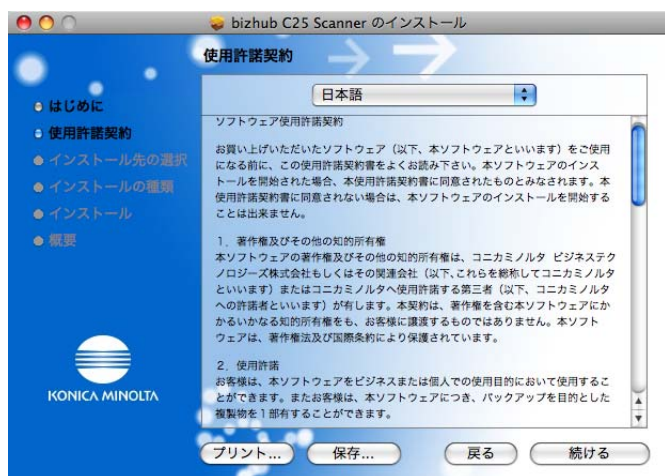 bizhub C25 Scanner のインストール
使用許諾契約
はじめに
使用許諾契約
インストール先の選択
インストールの種類
インストール
概要
KONICA MINOLTA
日本語
ソフトウェア使用許諾契約
お買い上げいただいたソフトウェア（以下、本ソフトウェアといいます）をご使用
になる前に、この使用許諾契約書をよくお読み下さい。本ソフトウェアのインス
トールを開始された場合、本使用許諾契約書に同意されたものとみなされます。本
使用許諾契約書に同意されない場合は、本ソフトウェアのインストールを開始する
ことは出来ません。
1．著作権及びその他の知的所有権
本ソフトウェアの著作権及びその他の知的所有権は、コニカミノルタ ビジネステク
ノロジーズ株式会社もしくはその関連会社（以下、これらを総称してコニカミノルタ
といいます）またはコニカミノルタへ使用許諾する第三者（以下、コニカミノルタ
への許諾者といいます）が有します。本契約は、著作権を含む本ソフトウェアにか
かるいかなる知的所有権をも、お客様に譲渡するものではありません。本ソフト
ウェアは、著作権法及び国際条約により保護されています。
2．使用許諾
お客様は、本ソフトウェアをビジネスまたは個人での使用目的において使用するこ
とができます。またお客様は、本ソフトウェアにつき、バックアップを目的とした
複製物を１部有することができます。
プリント...
保存...
戻る
続ける